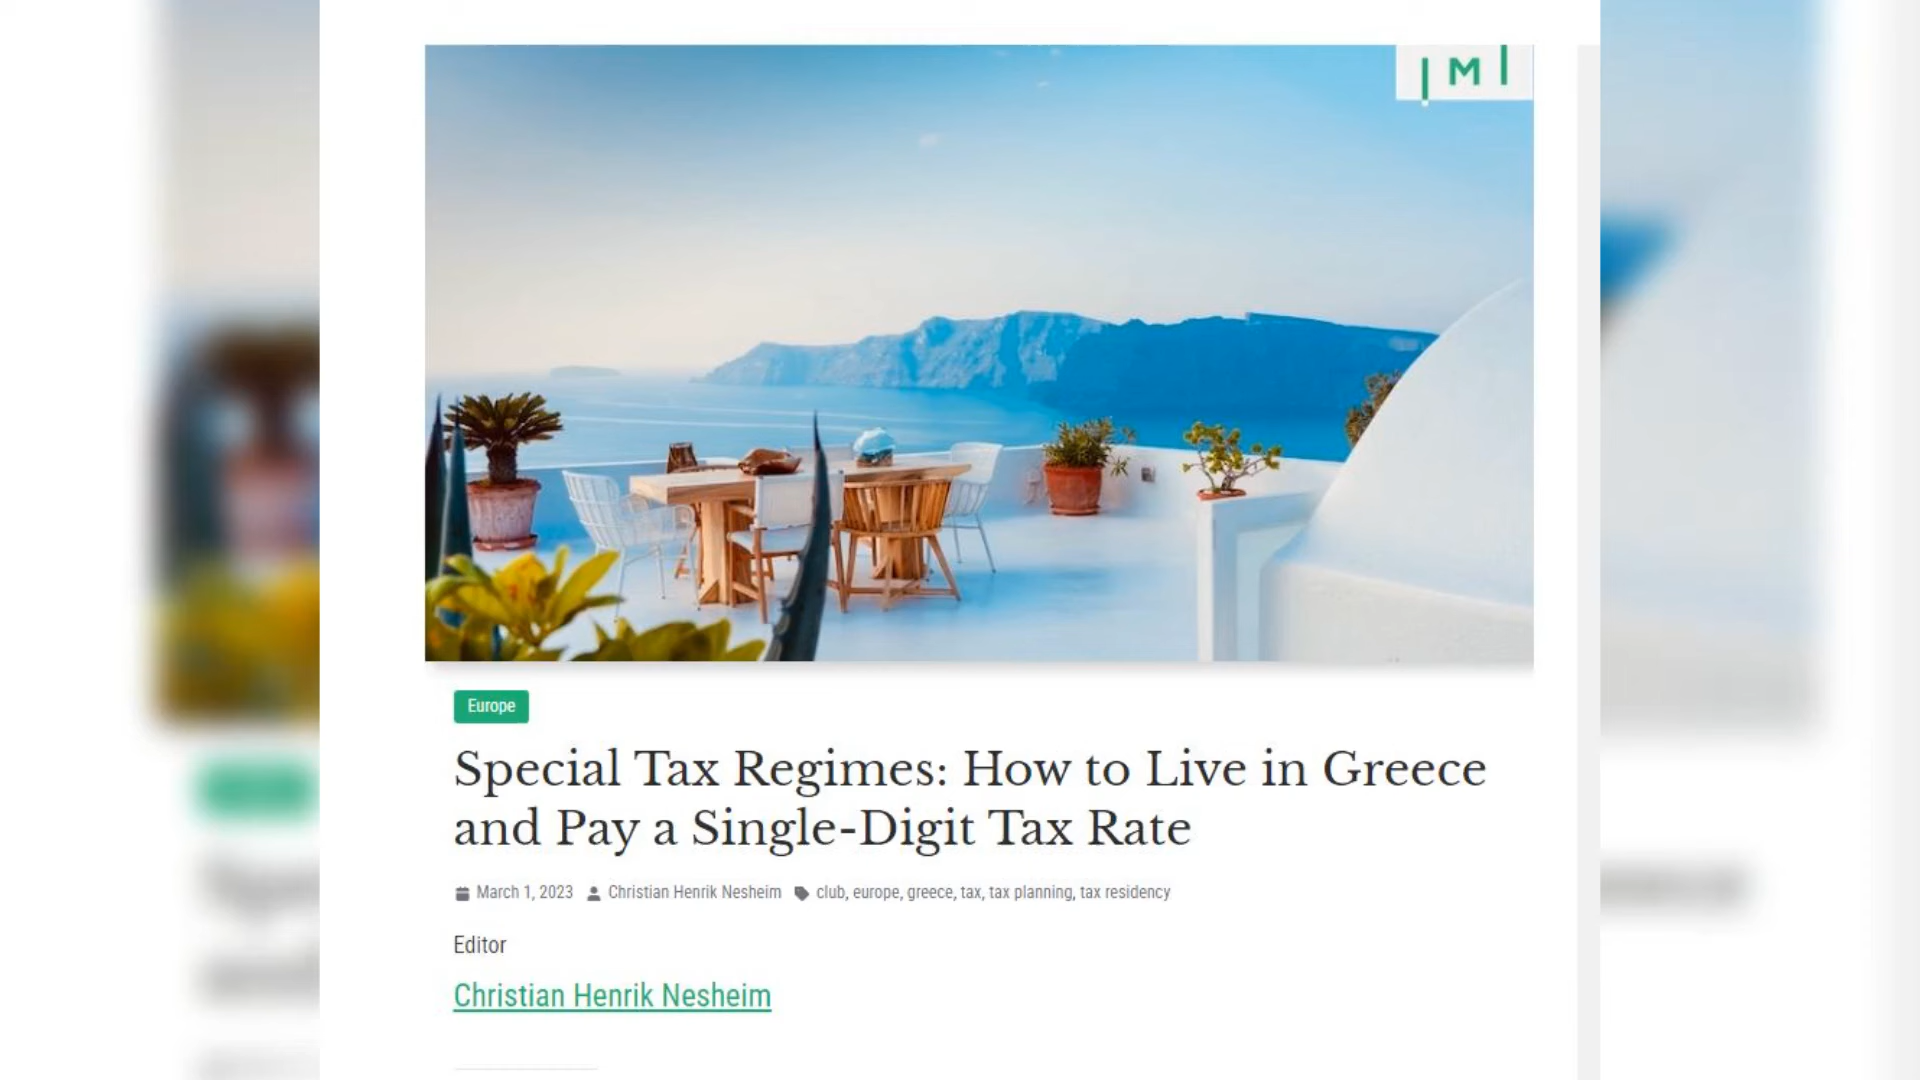 IMI
Europe
Special Tax Regimes: How to Live in Greece
and Pay a Single-Digit Tax Rate
March 1, 2023 Christian Henrik Nesheim club, europe, greece, tax, tax planning, tax residency
Editor
Christian Henrik Nesheim